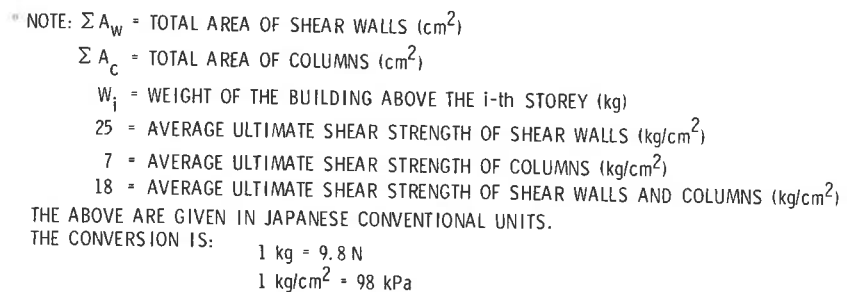 NOTE: Σ A_w = TOTAL AREA OF SHEAR WALLS (cm²)
Σ A_c = TOTAL AREA OF COLUMNS (cm²)
W_i = WEIGHT OF THE BUILDING ABOVE THE i-th STOREY (kg)
25 = AVERAGE ULTIMATE SHEAR STRENGTH OF SHEAR WALLS (kg/cm²)
7 = AVERAGE ULTIMATE SHEAR STRENGTH OF COLUMNS (kg/cm²)
18 = AVERAGE ULTIMATE SHEAR STRENGTH OF SHEAR WALLS AND COLUMNS (kg/cm²)
THE ABOVE ARE GIVEN IN JAPANESE CONVENTIONAL UNITS.
THE CONVERSION IS:
1 kg = 9.8 N
1 kg/cm² = 98 kPa